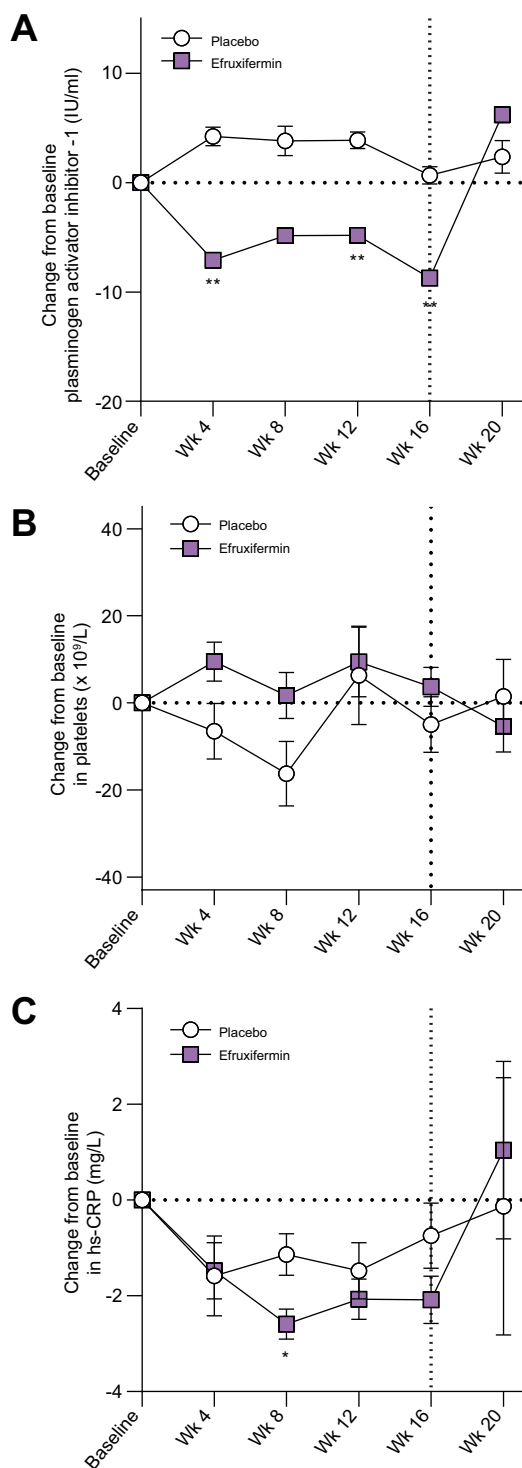 A
Placebo
Efruxifermin
Change from baseline
plasminogen activator inhibitor -1 (IU/ml)
10
0
-10
-20
**
**
**
Baseline
Wk 4
Wk 8
Wk 12
Wk 16
Wk 20
B
Placebo
Efruxifermin
Change from baseline
in platelets (x 10⁹/L)
40
20
0
-20
-40
Baseline
Wk 4
Wk 8
Wk 12
Wk 16
Wk 20
C
Placebo
Efruxifermin
Change from baseline
in hs-CRP (mg/L)
4
2
0
-2
-4
*
Baseline
Wk 4
Wk 8
Wk 12
Wk 16
Wk 20